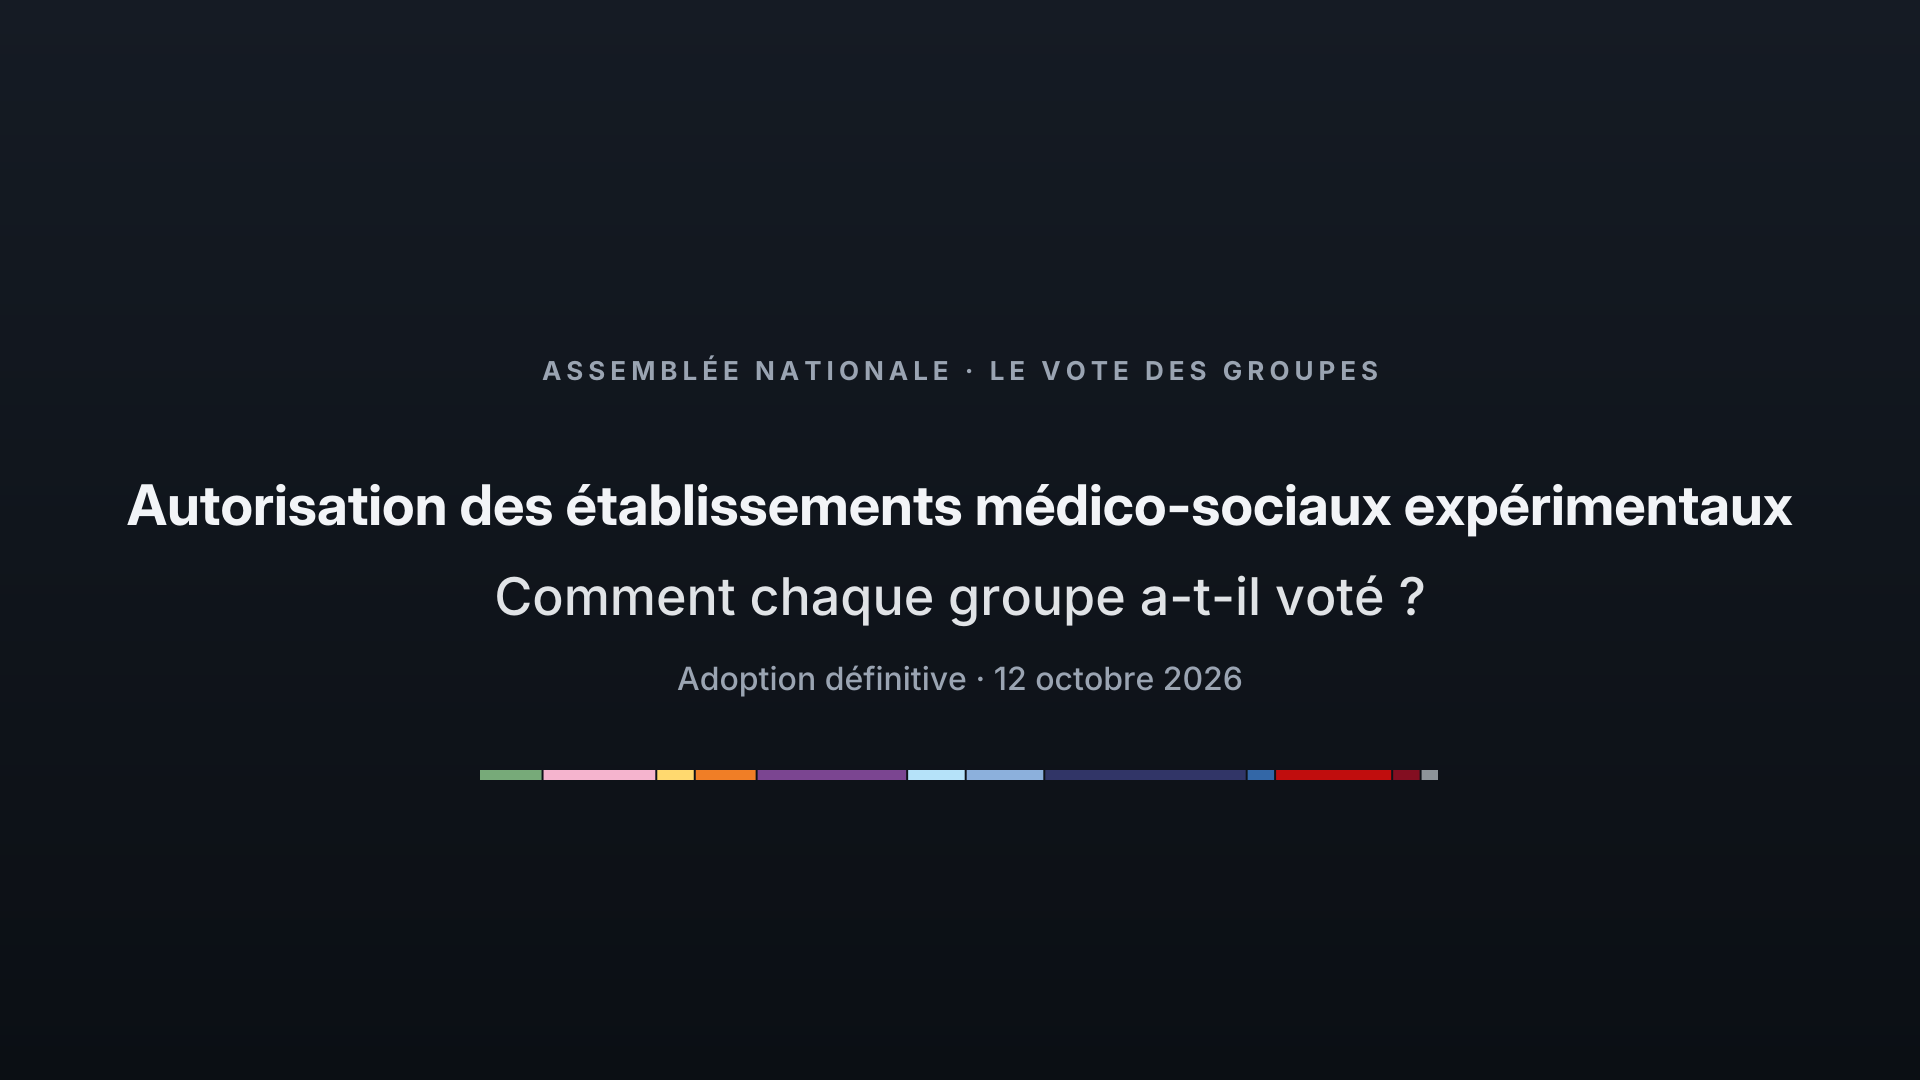 ASSEMBLÉE NATIONALE · LE VOTE DES GROUPES
Autorisation des établissements médico-sociaux expérimentaux
Comment chaque groupe a-t-il voté ?
Adoption définitive · 12 octobre 2026